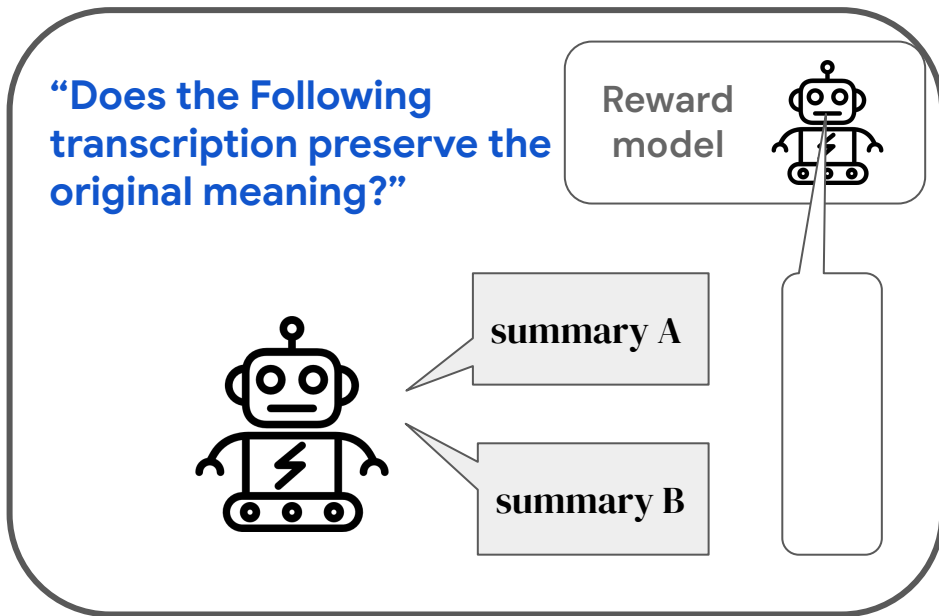 “Does the Following
transcription preserve the
original meaning?”
Reward
model
summary A
summary B